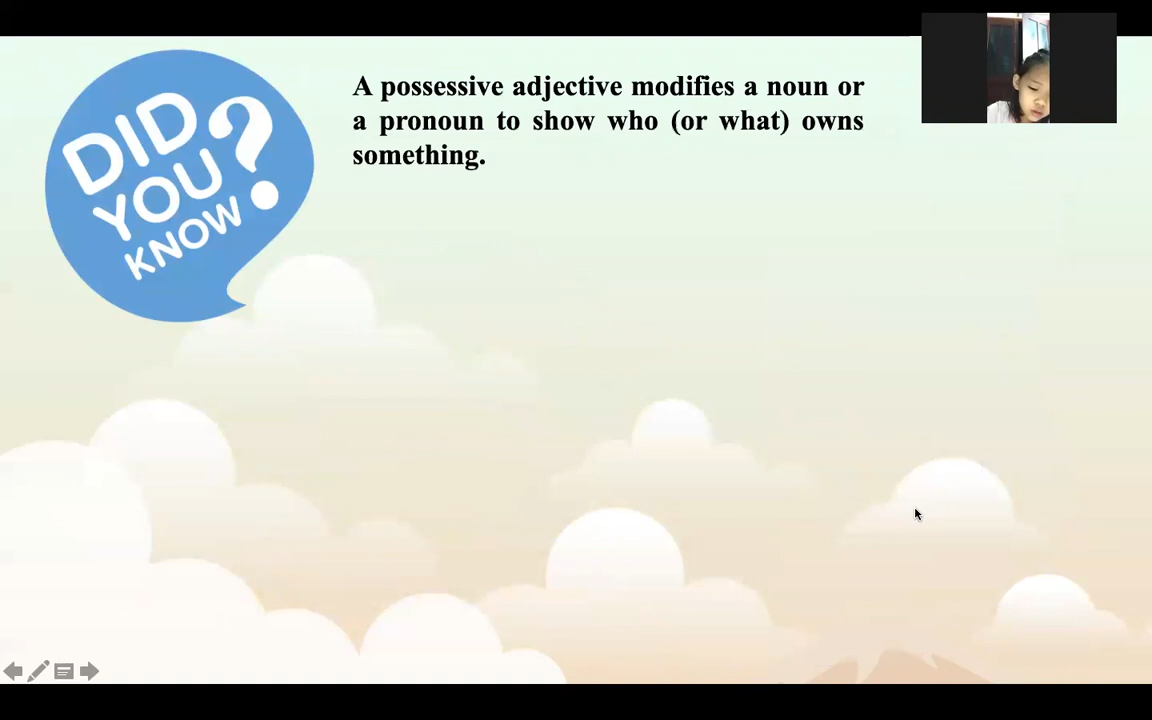 DID
YOU
KNOW?
A possessive adjective modifies a noun or
a pronoun to show who (or what) owns
something.